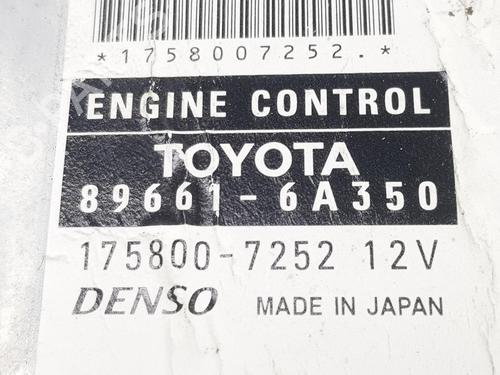 *1758007252.*
ENGINE CONTROL
TOYOTA
89661-6A350
175800-7252 12V
DENSO MADE IN JAPAN